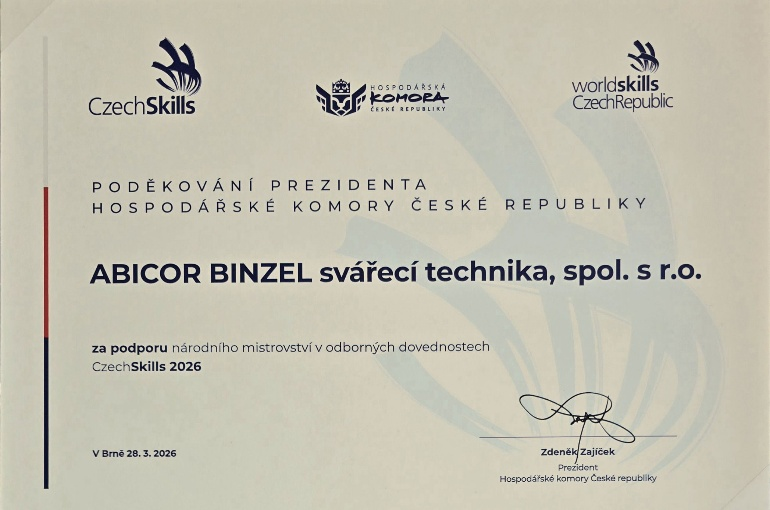 CzechSkills
HOSPODÁŘSKÁ
KOMORA
ČESKÉ REPUBLIKY
worldskills
CzechRepublic
PODĚKOVÁNÍ PREZIDENTA
HOSPODÁŘSKÉ KOMORY ČESKÉ REPUBLIKY
ABICOR BINZEL svářecí technika, spol. s r.o.
za podporu národního mistrovství v odborných dovednostech
CzechSkills 2026
V Brně 28. 3. 2026
Zdeněk Zajíček
Prezident
Hospodářské komory České republiky